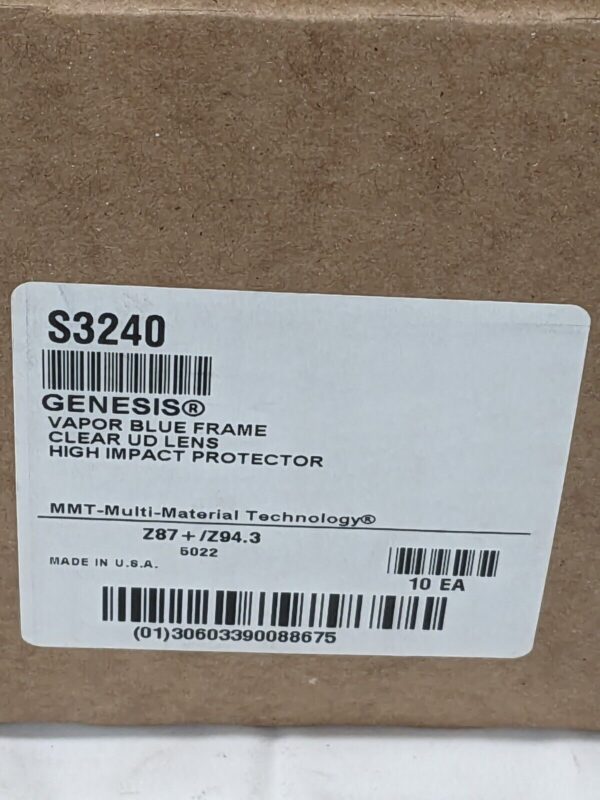 S3240
GENESIS®
VAPOR BLUE FRAME
CLEAR UD LENS
HIGH IMPACT PROTECTOR
MMT-Multi-Material Technology®
Z87+/Z94.3
5022
MADE IN U.S.A.
10 EA
(01)30603390088675